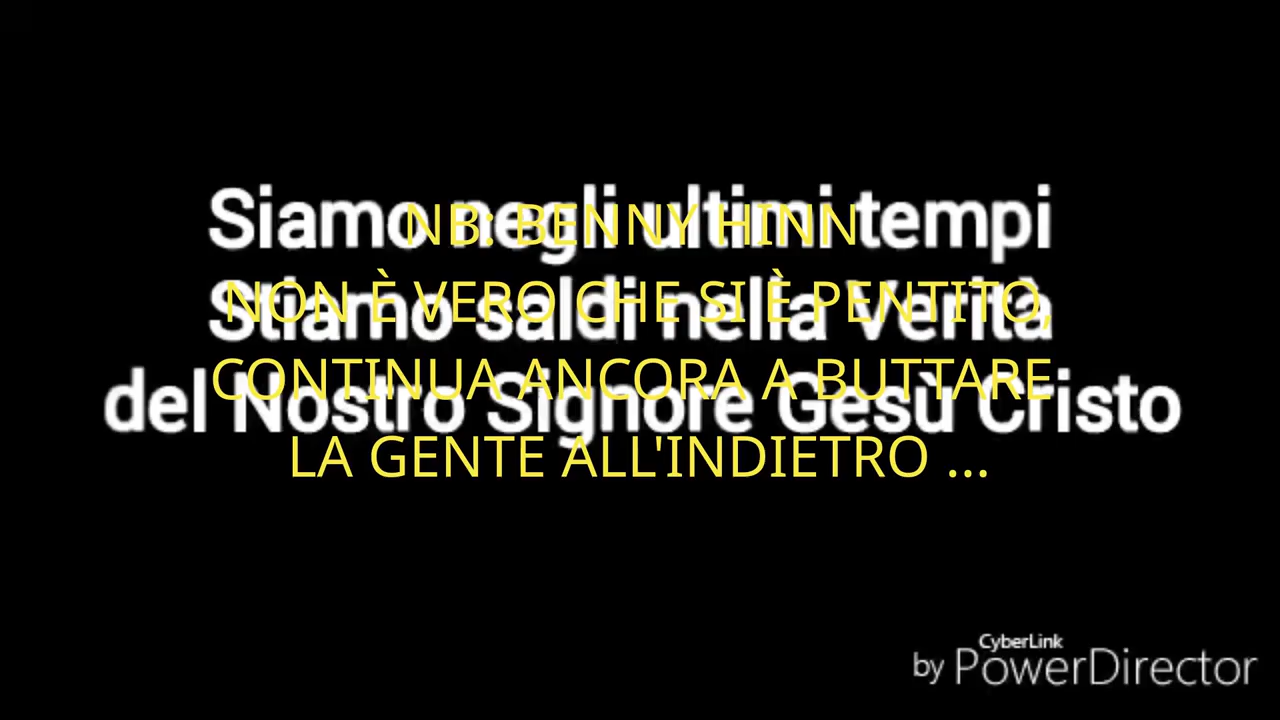 Siamo negli ultimi tempi
Stiamo saldi nella Verità
del Nostro Signore Gesù Cristo
NB: BENNY HINN
NON È VERO CHE SI È PENTITO,
CONTINUA ANCORA A BUTTARE
LA GENTE ALL'INDIETRO ...
CyberLink
by PowerDirector